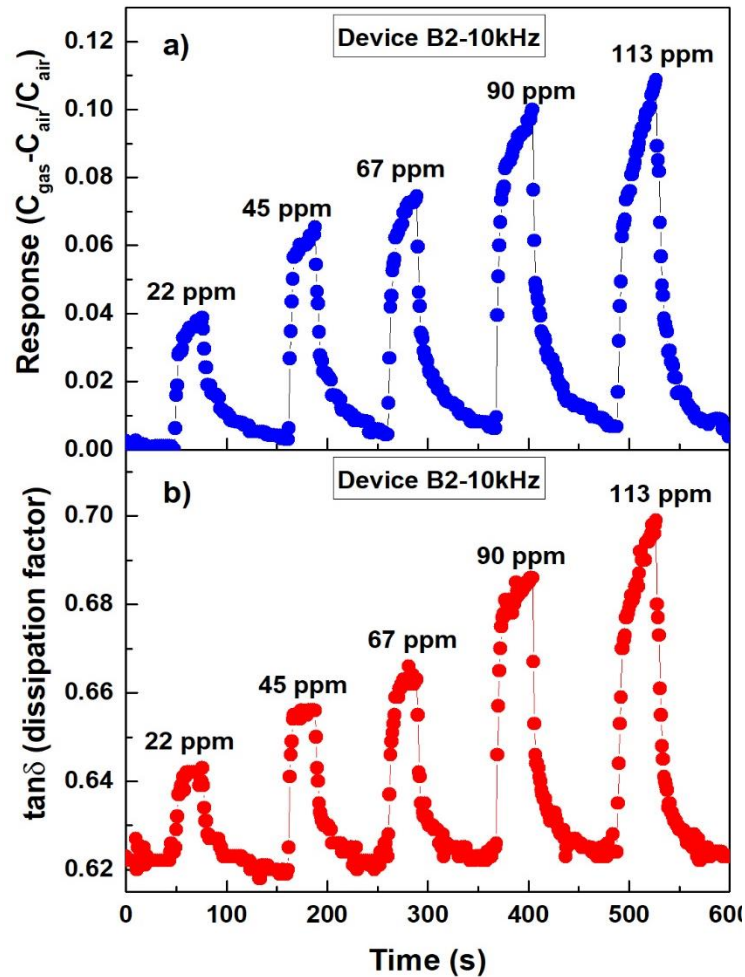 a)
Device B2-10kHz
Response (C_gas-C_air/C_air)
0.12
0.10
0.08
0.06
0.04
0.02
0.00
22 ppm
45 ppm
67 ppm
90 ppm
113 ppm
b)
Device B2-10kHz
tanδ (dissipation factor)
0.70
0.68
0.66
0.64
0.62
22 ppm
45 ppm
67 ppm
90 ppm
113 ppm
0 100 200 300 400 500 600
Time (s)